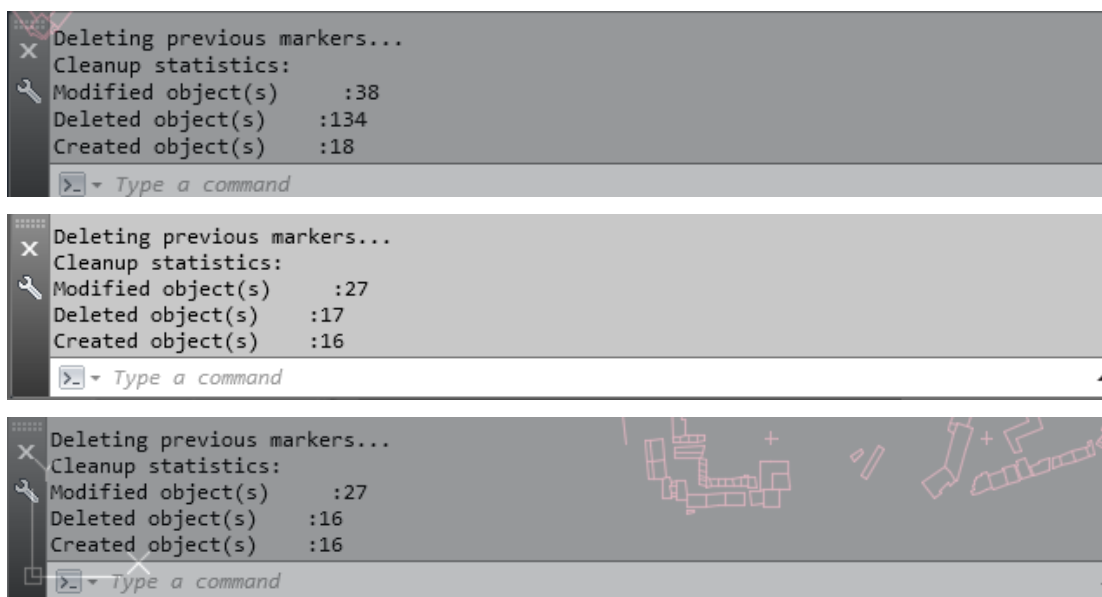 Deleting previous markers...
Cleanup statistics:
Modified object(s)     :38
Deleted object(s)    :134
Created object(s)    :18
Type a command
Deleting previous markers...
Cleanup statistics:
Modified object(s)     :27
Deleted object(s)    :17
Created object(s)    :16
Type a command
Deleting previous markers...
Cleanup statistics:
Modified object(s)     :27
Deleted object(s)    :16
Created object(s)    :16
Type a command